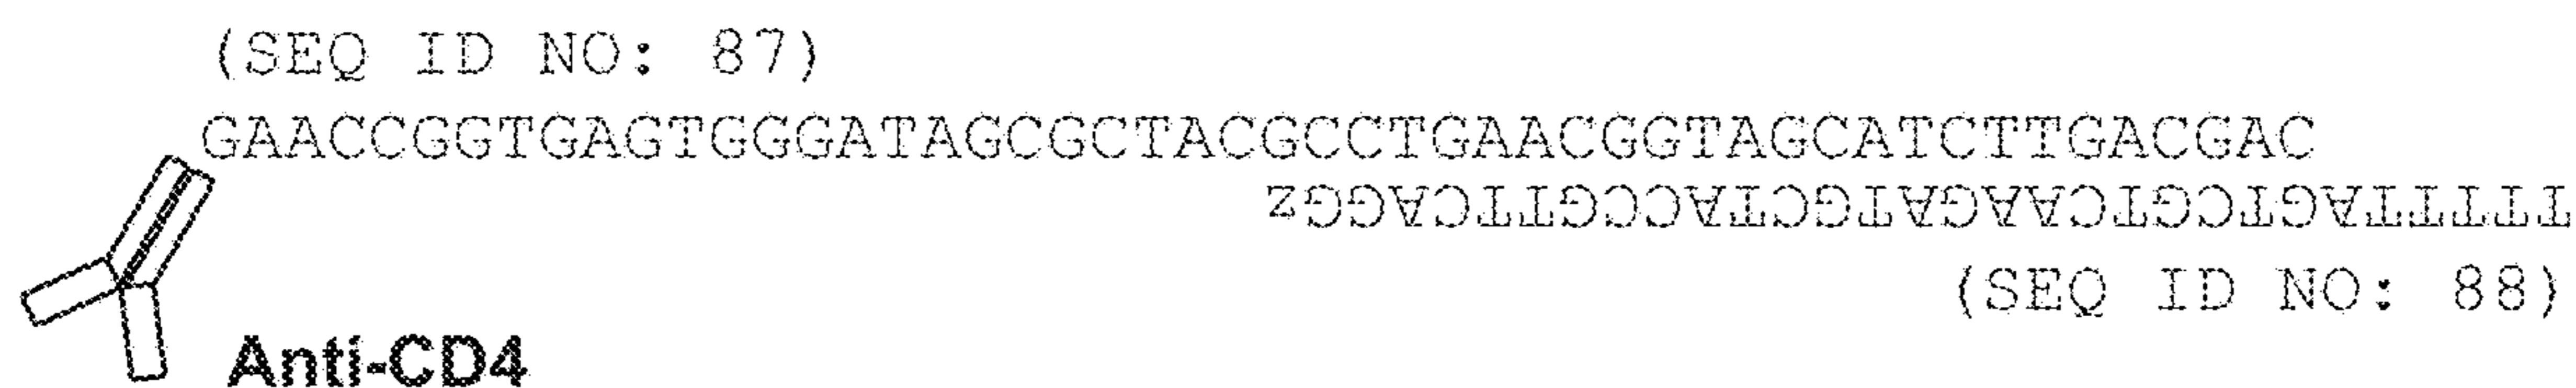 (SEQ ID NO: 87)
GAACCGGTGAGTGGGATAGCGCTACGCCTGAACGGTAGCATCTTGACGAC
TTTTTAGTCGTCAAGATGCTACCGTTCAGGz
(SEQ ID NO: 88)
Anti-CD4